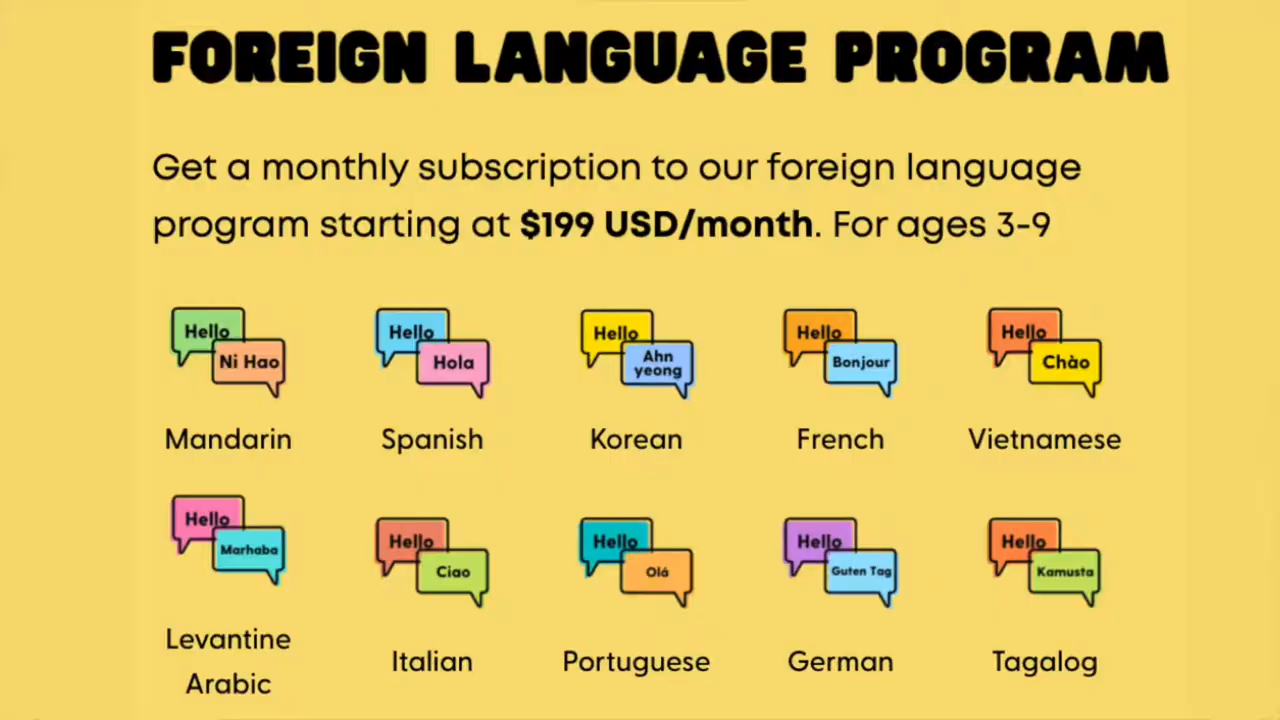 FOREIGN LANGUAGE PROGRAM
Get a monthly subscription to our foreign language
program starting at $199 USD/month. For ages 3-9
Hello
Ni Hao
Mandarin
Hello
Hola
Spanish
Hello
Ahn
yeong
Korean
Hello
Bonjour
French
Hello
Chào
Vietnamese
Hello
Marhaba
Levantine
Arabic
Hello
Ciao
Italian
Hello
Olá
Portuguese
Hello
Guten Tag
German
Hello
Kamusta
Tagalog